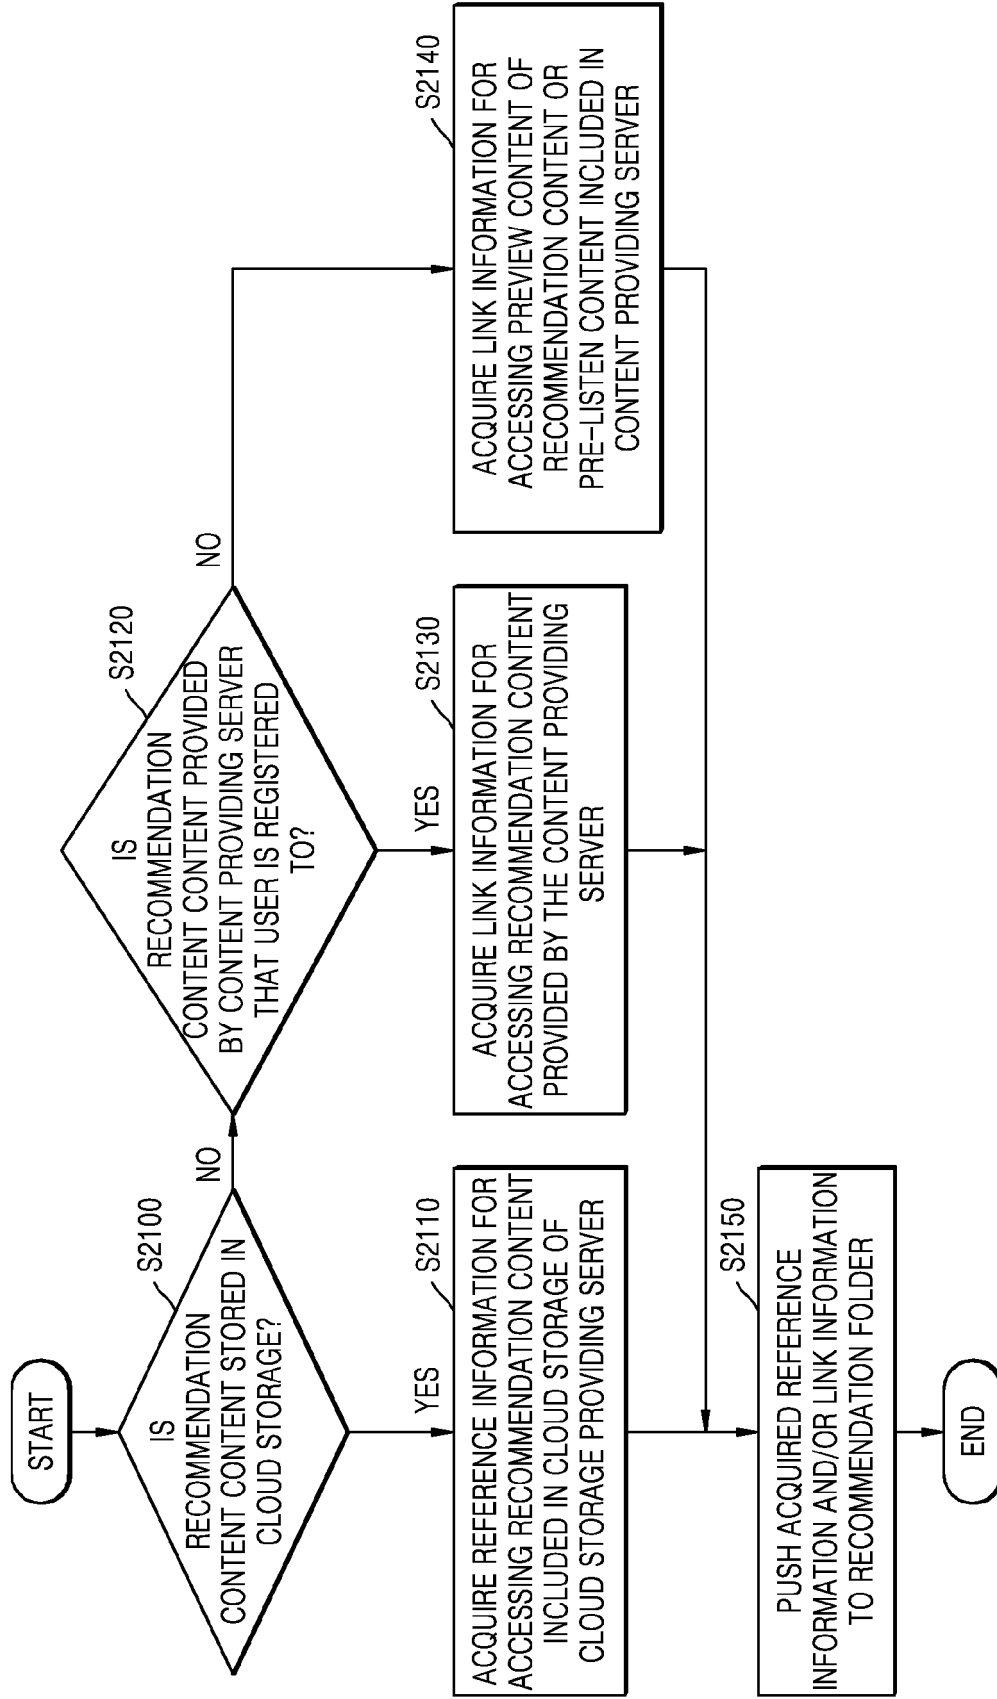 START
S2100
IS
RECOMMENDATION
CONTENT CONTENT STORED IN
CLOUD STORAGE?
NO
YES
S2110
ACQUIRE REFERENCE INFORMATION FOR
ACCESSING RECOMMENDATION CONTENT
INCLUDED IN CLOUD STORAGE OF
CLOUD STORAGE PROVIDING SERVER
S2120
IS
RECOMMENDATION
CONTENT CONTENT PROVIDED
BY CONTENT PROVIDING SERVER
THAT USER IS REGISTERED
TO?
NO
YES
S2130
ACQUIRE LINK INFORMATION FOR
ACCESSING RECOMMENDATION CONTENT
PROVIDED BY THE CONTENT PROVIDING
SERVER
S2140
ACQUIRE LINK INFORMATION FOR
ACCESSING PREVIEW CONTENT OF
RECOMMENDATION CONTENT OR
PRE-LISTEN CONTENT INCLUDED IN
CONTENT PROVIDING SERVER
S2150
PUSH ACQUIRED REFERENCE
INFORMATION AND/OR LINK INFORMATION
TO RECOMMENDATION FOLDER
END